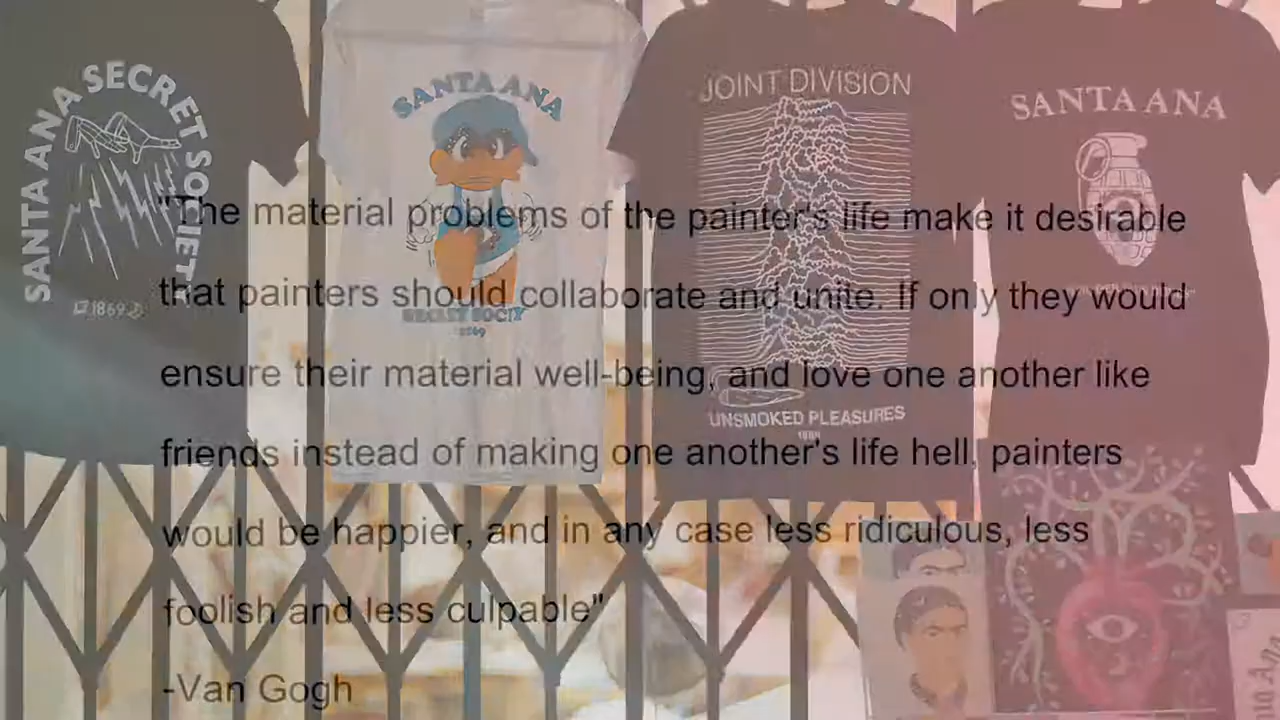 SANTA ANA SECRET SOCIETY
1869
SANTA ANA
SECRET SOCIETY
1869
JOINT DIVISION
UNSMOKED PLEASURES
SANTA ANA
"The material problems of the painter's life make it desirable
that painters should collaborate and unite. If only they would
ensure their material well-being, and love one another like
friends instead of making one another's life hell, painters
would be happier, and in any case less ridiculous, less
foolish and less culpable"
-Van Gogh